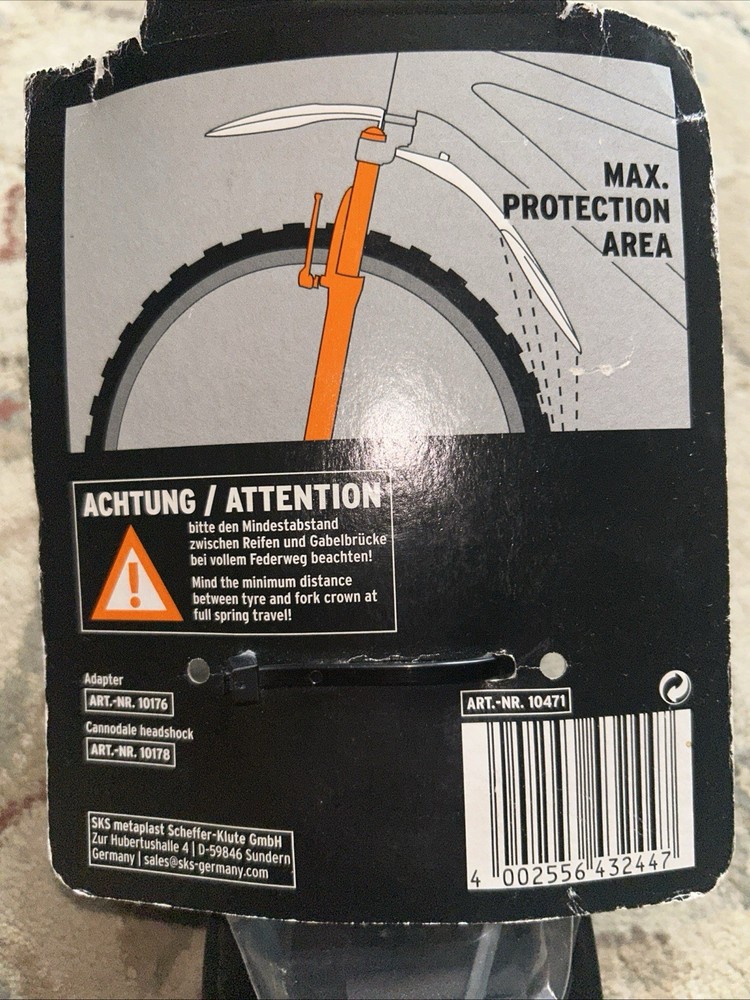 MAX.
PROTECTION
AREA
ACHTUNG / ATTENTION
bitte den Mindestabstand
zwischen Reifen und Gabelbrücke
bei vollem Federweg beachten!
Mind the minimum distance
between tyre and fork crown at
full spring travel!
Adapter
ART.-NR. 10176
Cannodale headshock
ART.-NR. 10178
SKS metaplast Scheffer-Klute GmbH
Zur Hubertushalle 4 | D-59846 Sundern
Germany | sales@sks-germany.com
ART.-NR. 10471
4 002556 432447